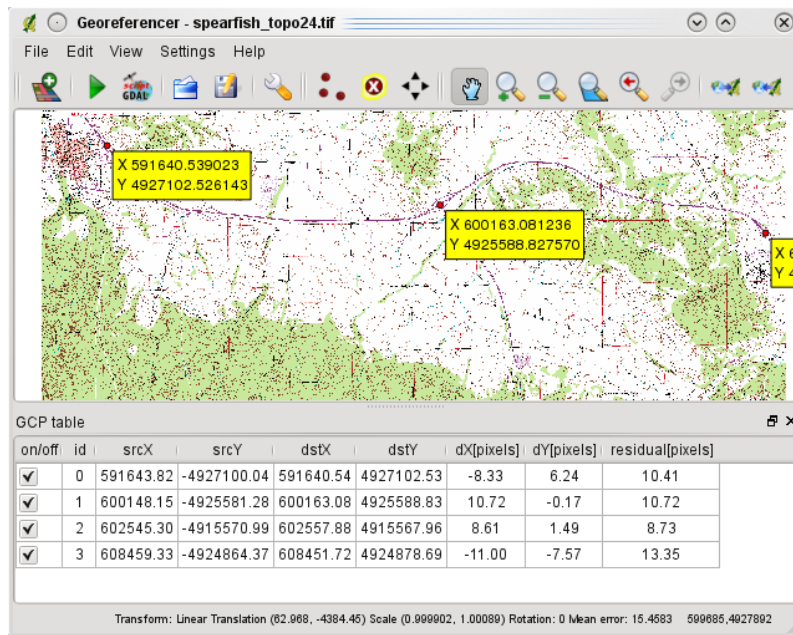 Georeferencer - spearfish_topo24.tif
File Edit View Settings Help
script
GDAL
X 591640.539023
Y 4927102.526143
X 600163.081236
Y 4925588.827570
X 6
Y 4
GCP table
on/off id srcX srcY dstX dstY dX[pixels] dY[pixels] residual[pixels]
0 591643.82 -4927100.04 591640.54 4927102.53 -8.33 6.24 10.41
1 600148.15 -4925581.28 600163.08 4925588.83 10.72 -0.17 10.72
2 602545.30 -4915570.99 602557.88 4915567.96 8.61 1.49 8.73
3 608459.33 -4924864.37 608451.72 4924878.69 -11.00 -7.57 13.35
Transform: Linear Translation (62.968, -4384.45) Scale (0.999902, 1.00089) Rotation: 0 Mean error: 15.4583 599685,4927892